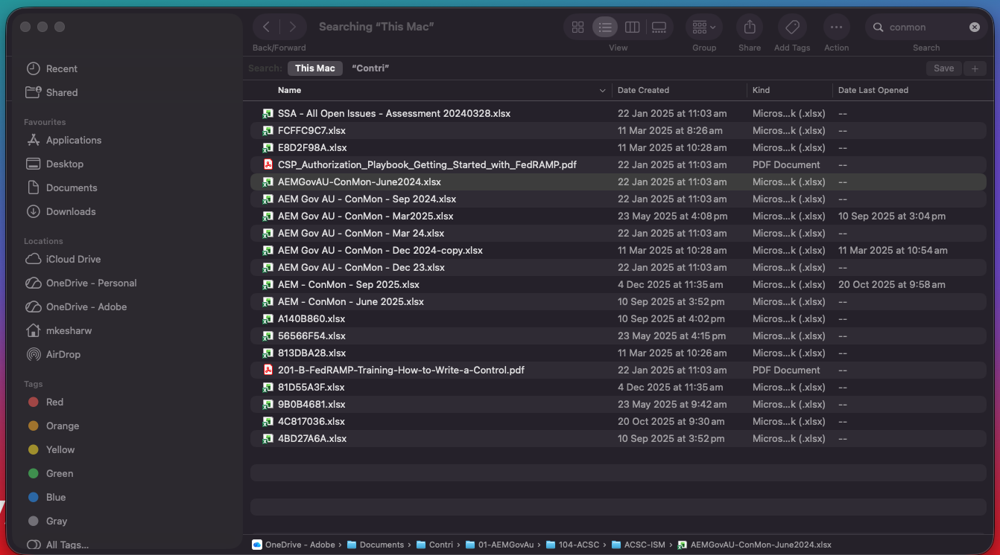 Searching “This Mac”
conmon
Back/Forward
View
Group
Share
Add Tags
Action
Search
Search: This Mac “Contri” Save +
Name Date Created Kind Date Last Opened
SSA - All Open Issues - Assessment 20240328.xlsx 22 Jan 2025 at 11:03 am Micros...k (.xlsx) --
FCFFC9C7.xlsx 11 Mar 2025 at 8:26 am Micros...k (.xlsx) --
E8D2F98A.xlsx 11 Mar 2025 at 10:28 am Micros...k (.xlsx) --
CSP_Authorization_Playbook_Getting_Started_with_FedRAMP.pdf 22 Jan 2025 at 11:03 am PDF Document --
AEMGovAU-ConMon-June2024.xlsx 22 Jan 2025 at 11:03 am Micros...k (.xlsx) --
AEM Gov AU - ConMon - Sep 2024.xlsx 22 Jan 2025 at 11:03 am Micros...k (.xlsx) --
AEM Gov AU - ConMon - Mar2025.xlsx 23 May 2025 at 4:08 pm Micros...k (.xlsx) 10 Sep 2025 at 3:04 pm
AEM Gov AU - ConMon - Mar 24.xlsx 22 Jan 2025 at 11:03 am Micros...k (.xlsx) --
AEM Gov AU - ConMon - Dec 2024-copy.xlsx 11 Mar 2025 at 10:28 am Micros...k (.xlsx) 11 Mar 2025 at 10:54 am
AEM Gov AU - ConMon - Dec 23.xlsx 22 Jan 2025 at 11:03 am Micros...k (.xlsx) --
AEM - ConMon - Sep 2025.xlsx 4 Dec 2025 at 11:35 am Micros...k (.xlsx) 20 Oct 2025 at 9:58 am
AEM - ConMon - June 2025.xlsx 10 Sep 2025 at 3:52 pm Micros...k (.xlsx) --
A140B860.xlsx 10 Sep 2025 at 4:02 pm Micros...k (.xlsx) --
56566F54.xlsx 23 May 2025 at 4:15 pm Micros...k (.xlsx) --
813DBA28.xlsx 11 Mar 2025 at 10:26 am Micros...k (.xlsx) --
201-B-FedRAMP-Training-How-to-Write-a-Control.pdf 22 Jan 2025 at 11:03 am PDF Document --
81D55A3F.xlsx 4 Dec 2025 at 11:35 am Micros...k (.xlsx) --
9B0B4681.xlsx 23 May 2025 at 9:42 am Micros...k (.xlsx) --
4C817036.xlsx 20 Oct 2025 at 9:30 am Micros...k (.xlsx) --
4BD27A6A.xlsx 10 Sep 2025 at 3:52 pm Micros...k (.xlsx) --
Recent
Shared
Favourites
Applications
Desktop
Documents
Downloads
Locations
iCloud Drive
OneDrive - Personal
OneDrive - Adobe
mkesharw
AirDrop
Tags
Red
Orange
Yellow
Green
Blue
Gray
All Tags...
OneDrive - Adobe › Documents › Contri › 01-AEMGovAu › 104-ACSC › ACSC-ISM › AEMGovAU-ConMon-June2024.xlsx